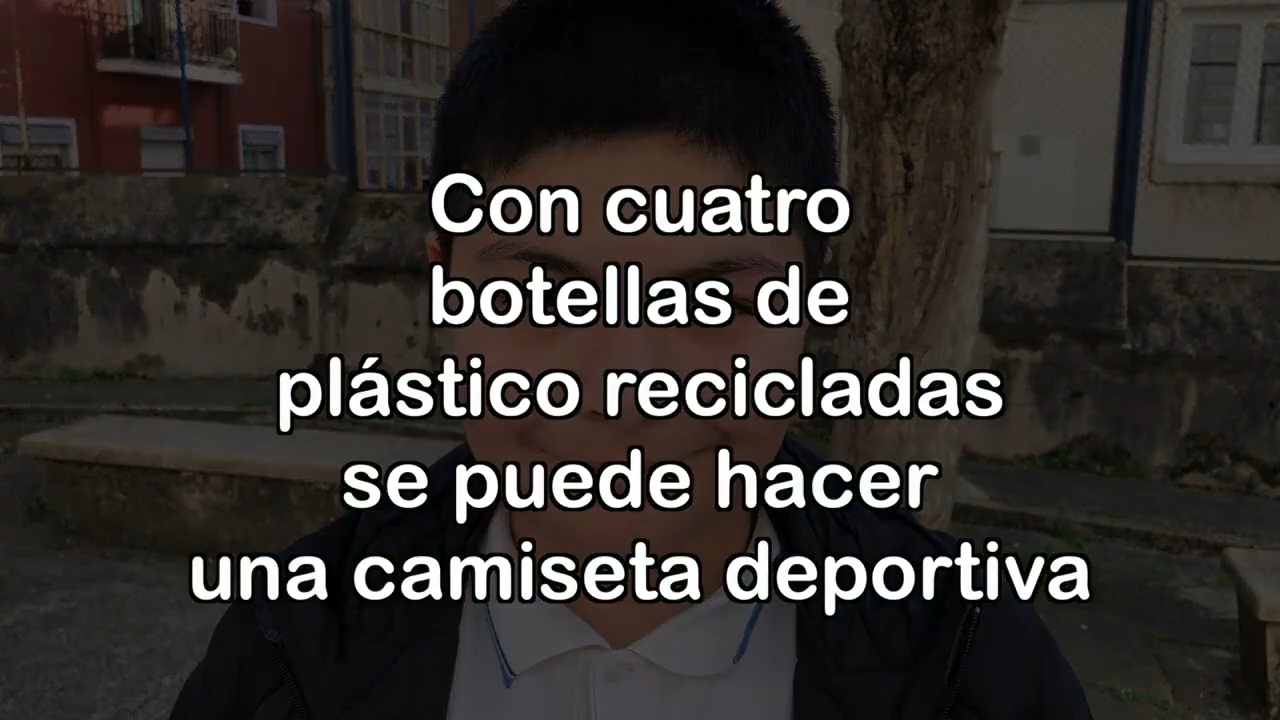 Con cuatro
botellas de
plástico recicladas
se puede hacer
una camiseta deportiva